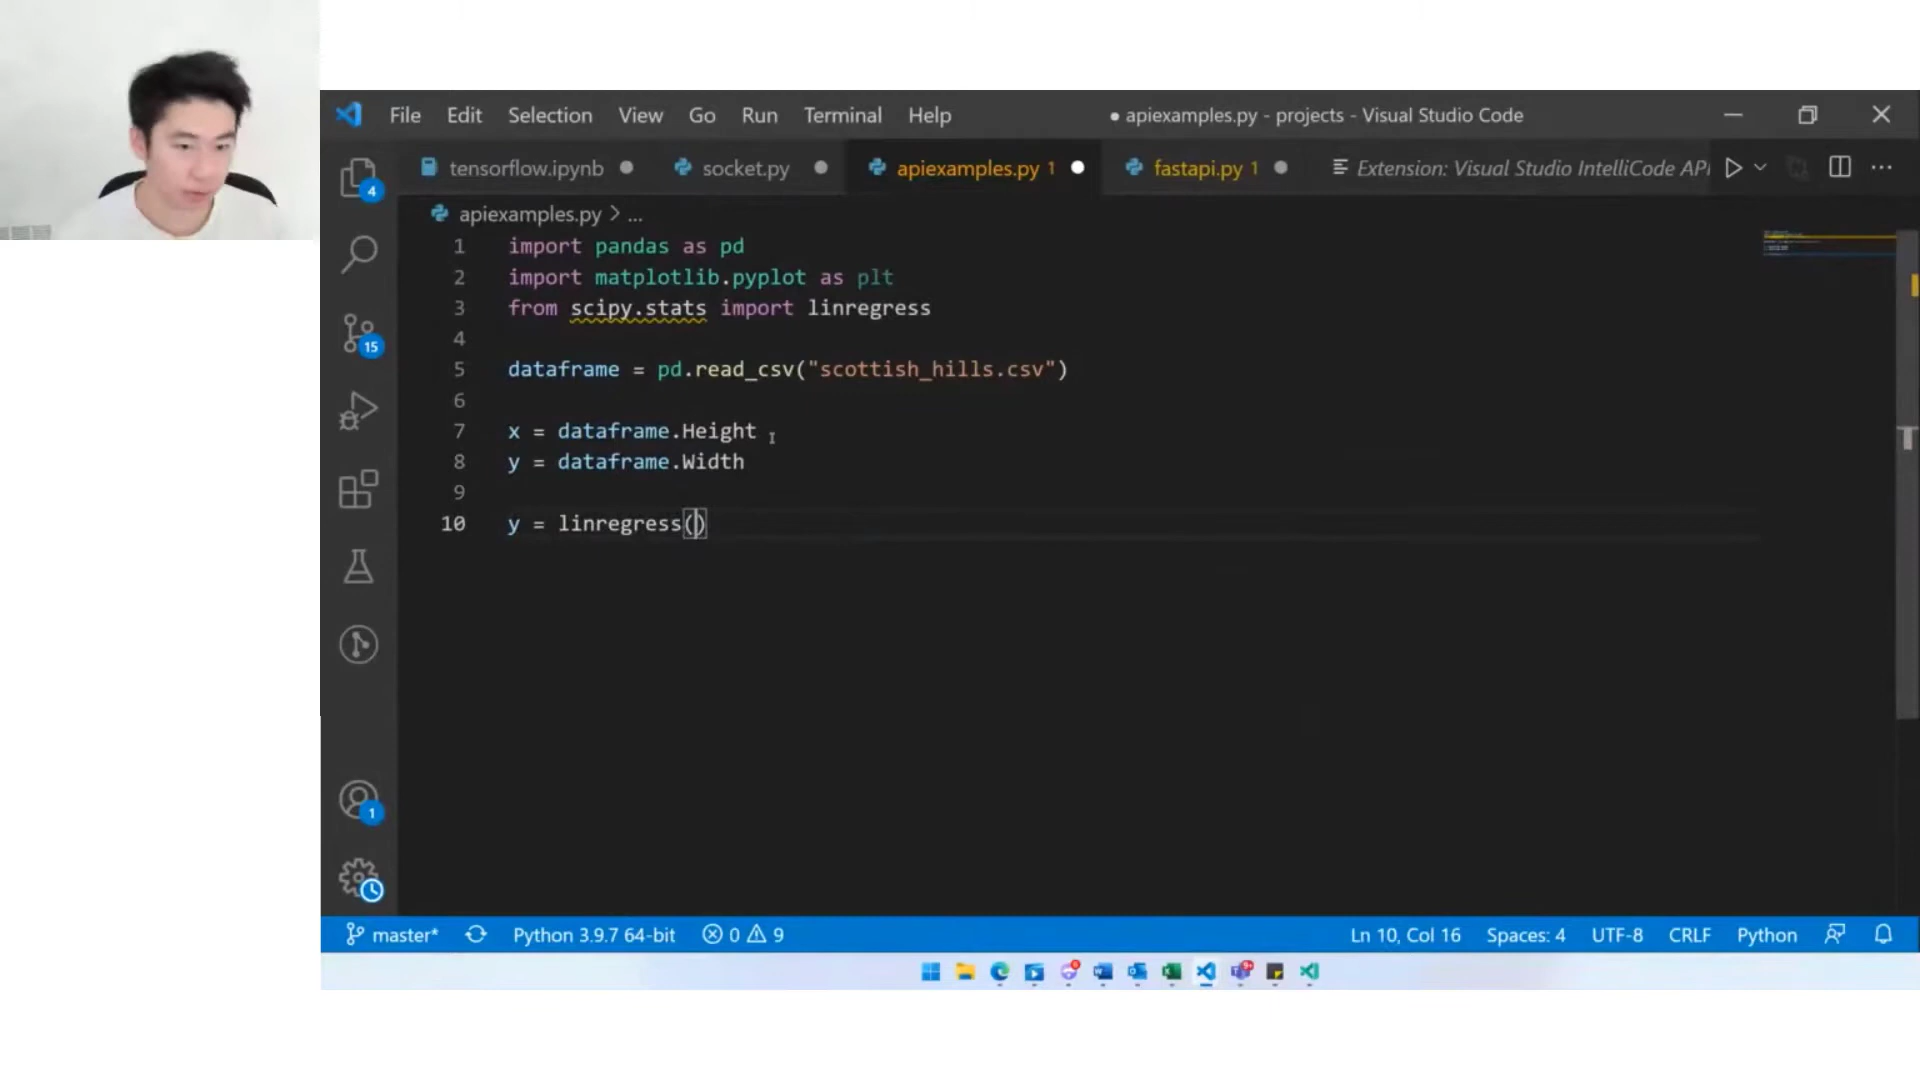 File Edit Selection View Go Run Terminal Help ● apiexamples.py - projects - Visual Studio Code
tensorflow.ipynb socket.py apiexamples.py 1 fastapi.py 1 Extension: Visual Studio IntelliCode API
4
apiexamples.py > ...
1 import pandas as pd
2 import matplotlib.pyplot as plt
3 from scipy.stats import linregress
4
5 dataframe = pd.read_csv("scottish_hills.csv")
6
7 x = dataframe.Height
8 y = dataframe.Width
9
10 y = linregress()
15
1
master* Python 3.9.7 64-bit 0 9 Ln 10, Col 16 Spaces: 4 UTF-8 CRLF Python